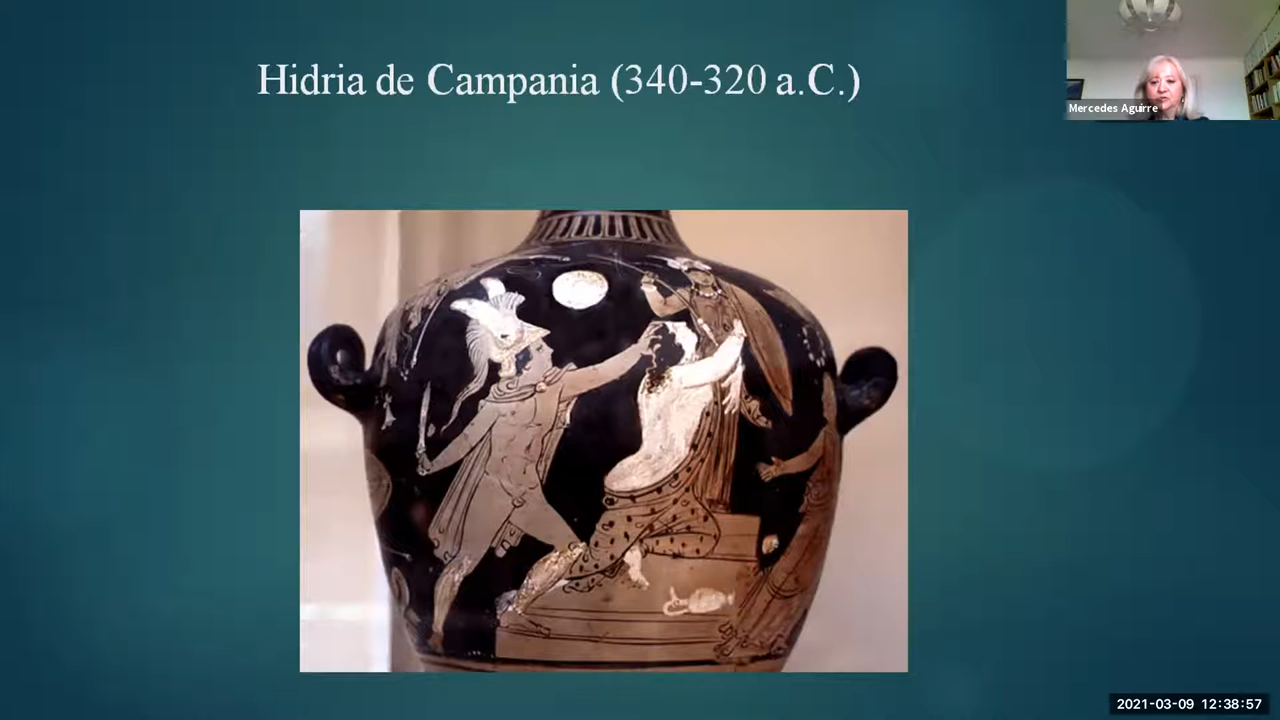 Hidria de Campania (340-320 a.C.)
Mercedes Aguirre
2021-03-09 12:38:57